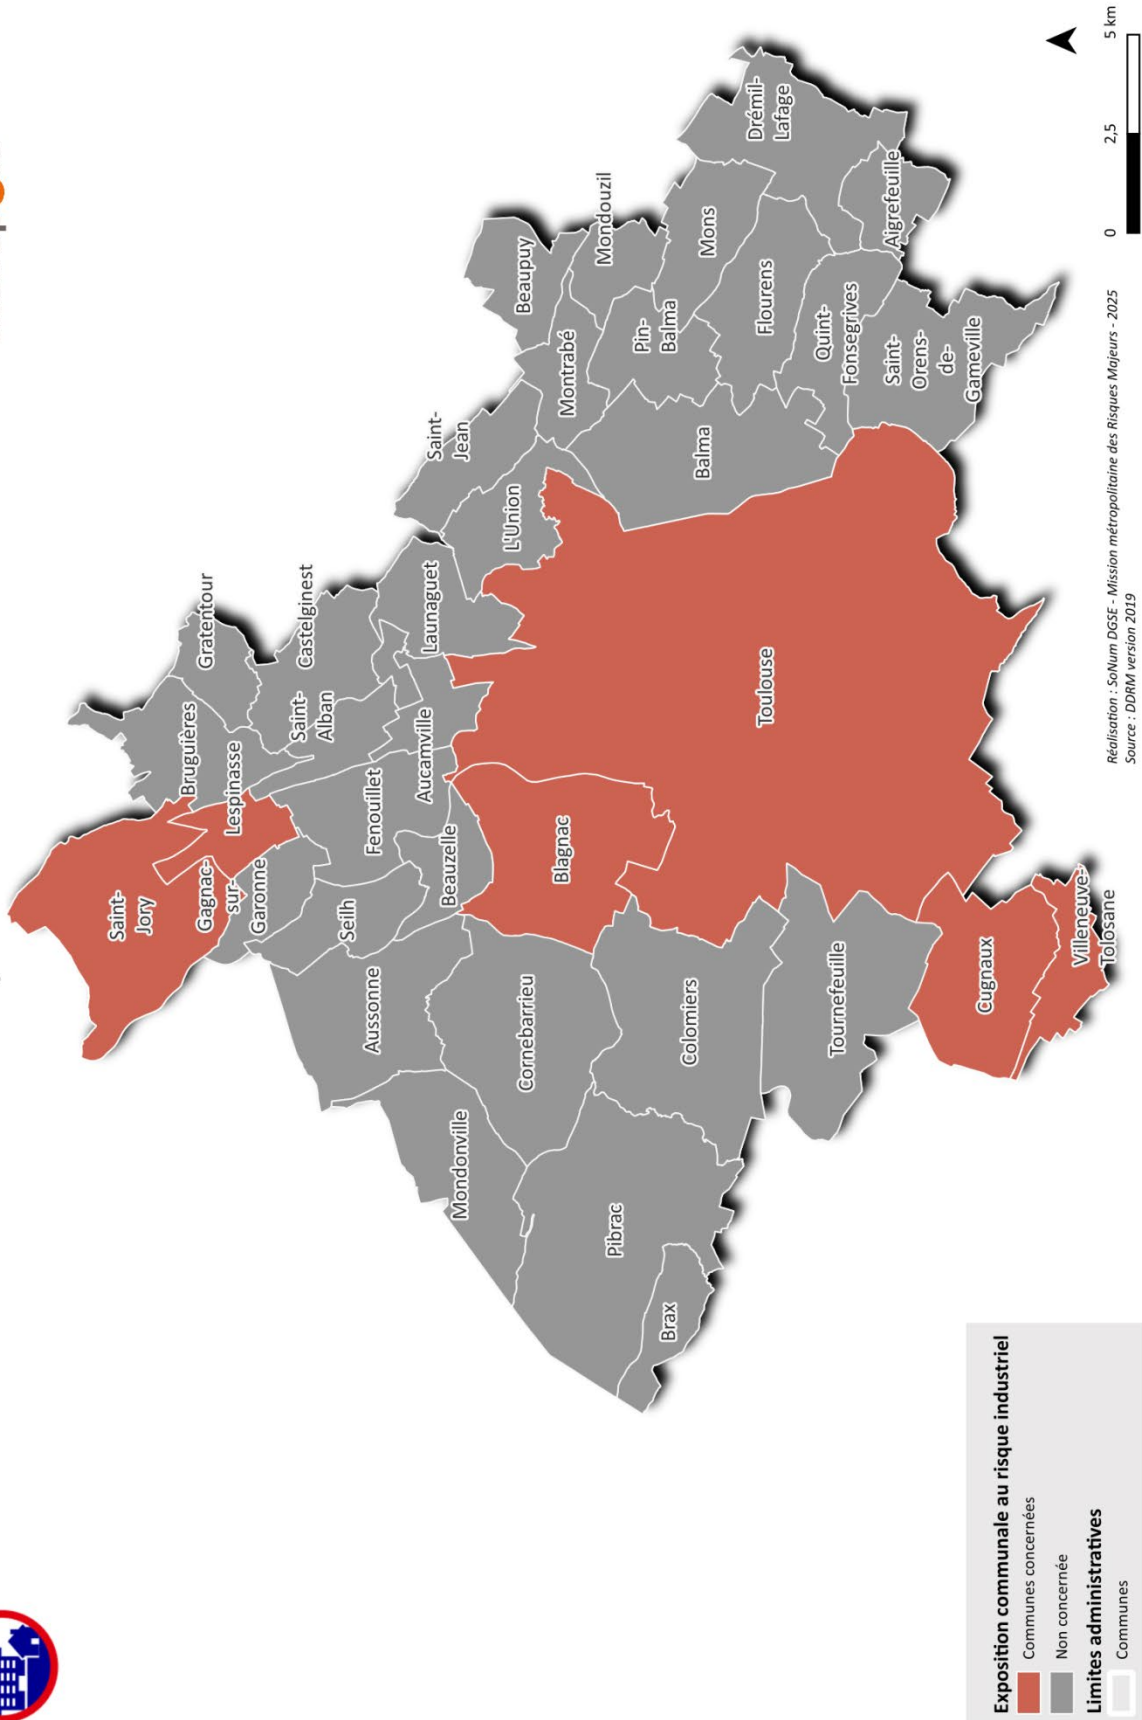 Saint-
Jory
Gratentour
Bruguières
Lespinasse
Gagnac-
sur-
Garonne
Castelginest
Saint-
Alban
Fenouillet
Seilh
Aussonne
Launaguet
Aucamville
Beauzelle
Saint-
Jean
L'Union
Mondonville
Cornebarrieu
Blagnac
Beaupuy
Montrabé
Mondouzil
Pin-
Balma
Mons
Drémil-
Lafage
Flourens
Balma
Quint-
Fonsegrives
Aigrefeuille
Saint-
Orens-
de-
Gameville
Pibrac
Brax
Colomiers
Toulouse
Tournefeuille
Cugnaux
Villeneuve-
Tolosane
Exposition communale au risque industriel
Communes concernées
Non concernée
Limites administratives
Communes
Réalisation : SoNum DGSE - Mission métropolitaine des Risques Majeurs - 2025
Source : DDRM version 2019
0 2,5 5 km